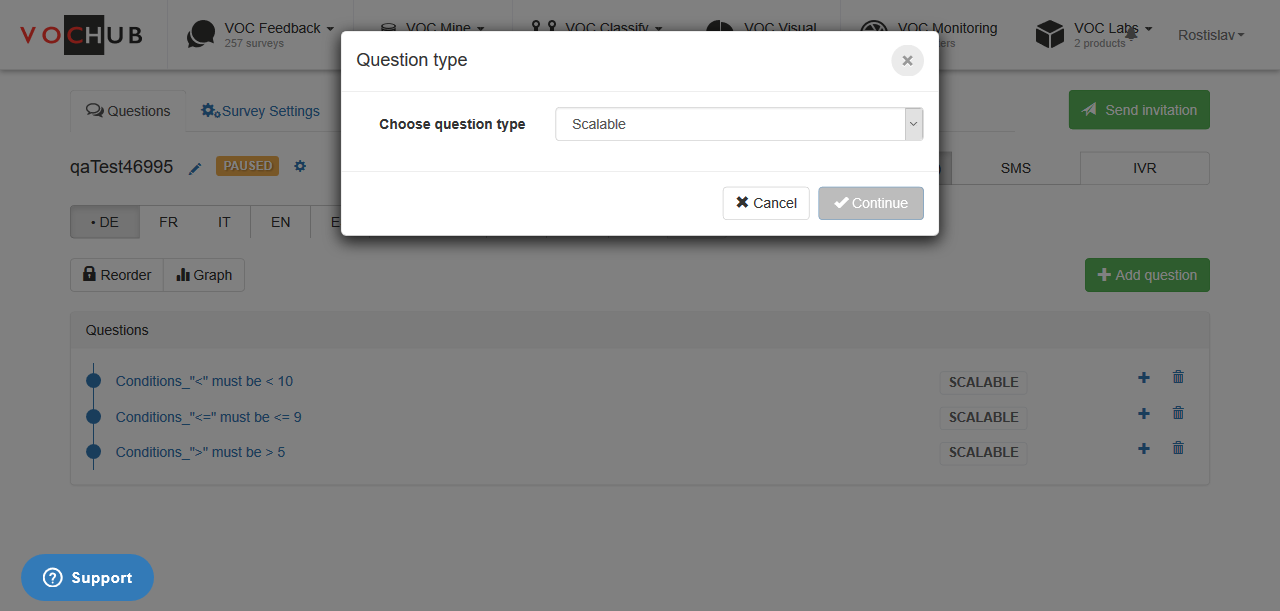 VOCHUB
VOC Feedback
257 surveys
VOC Mine
VOC Classify
VOC Visual
VOC Monitoring
VOC Labs
2 products
Rostislav
Question type
Choose question type
Scalable
Cancel
Continue
Questions
Survey Settings
Send invitation
qaTest46995
PAUSED
SMS
IVR
• DE
FR
IT
EN
Reorder
Graph
Add question
Questions
Conditions_"<" must be < 10
SCALABLE
Conditions_"<=" must be <= 9
SCALABLE
Conditions_">" must be > 5
SCALABLE
Support